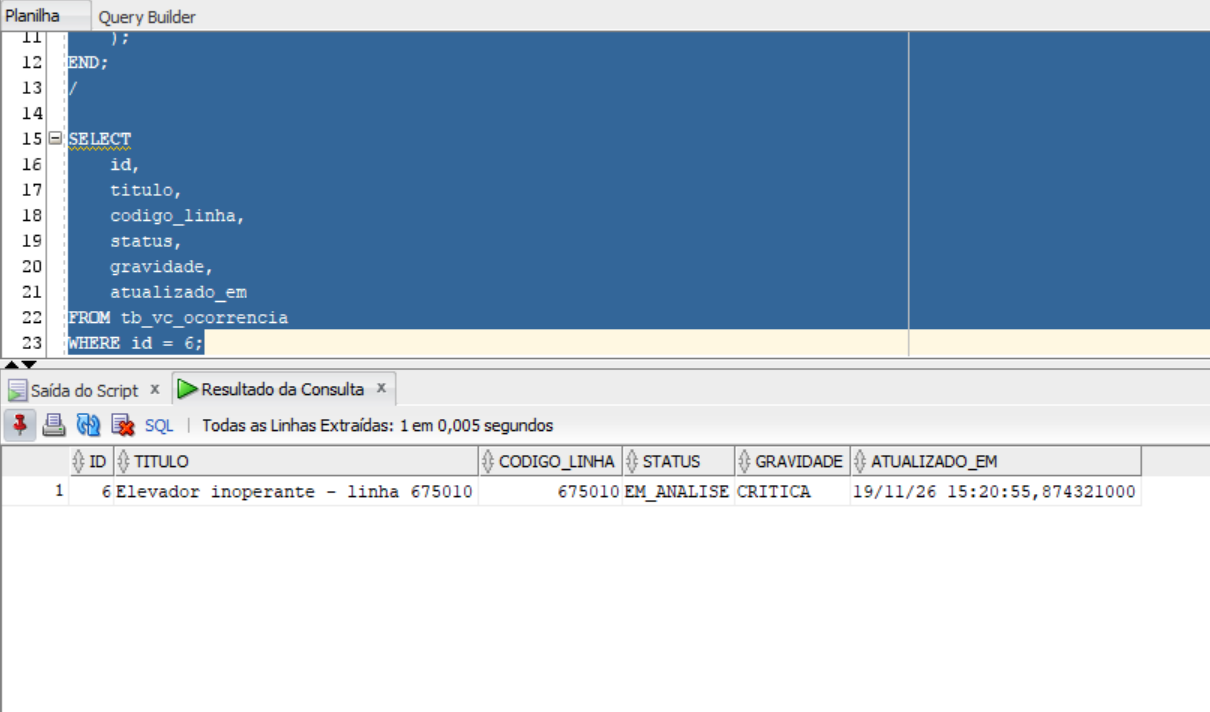 Planilha Query Builder
11 );
12 END;
13 /
14
15 SELECT
16 id,
17 titulo,
18 codigo_linha,
19 status,
20 gravidade,
21 atualizado_em
22 FROM tb_vc_ocorrencia
23 WHERE id = 6;
Saída do Script x Resultado da Consulta x
SQL | Todas as Linhas Extraídas: 1 em 0,005 segundos
ID TITULO CODIGO_LINHA STATUS GRAVIDADE ATUALIZADO_EM
1 6 Elevador inoperante - linha 675010 675010 EM_ANALISE CRITICA 19/11/26 15:20:55,874321000